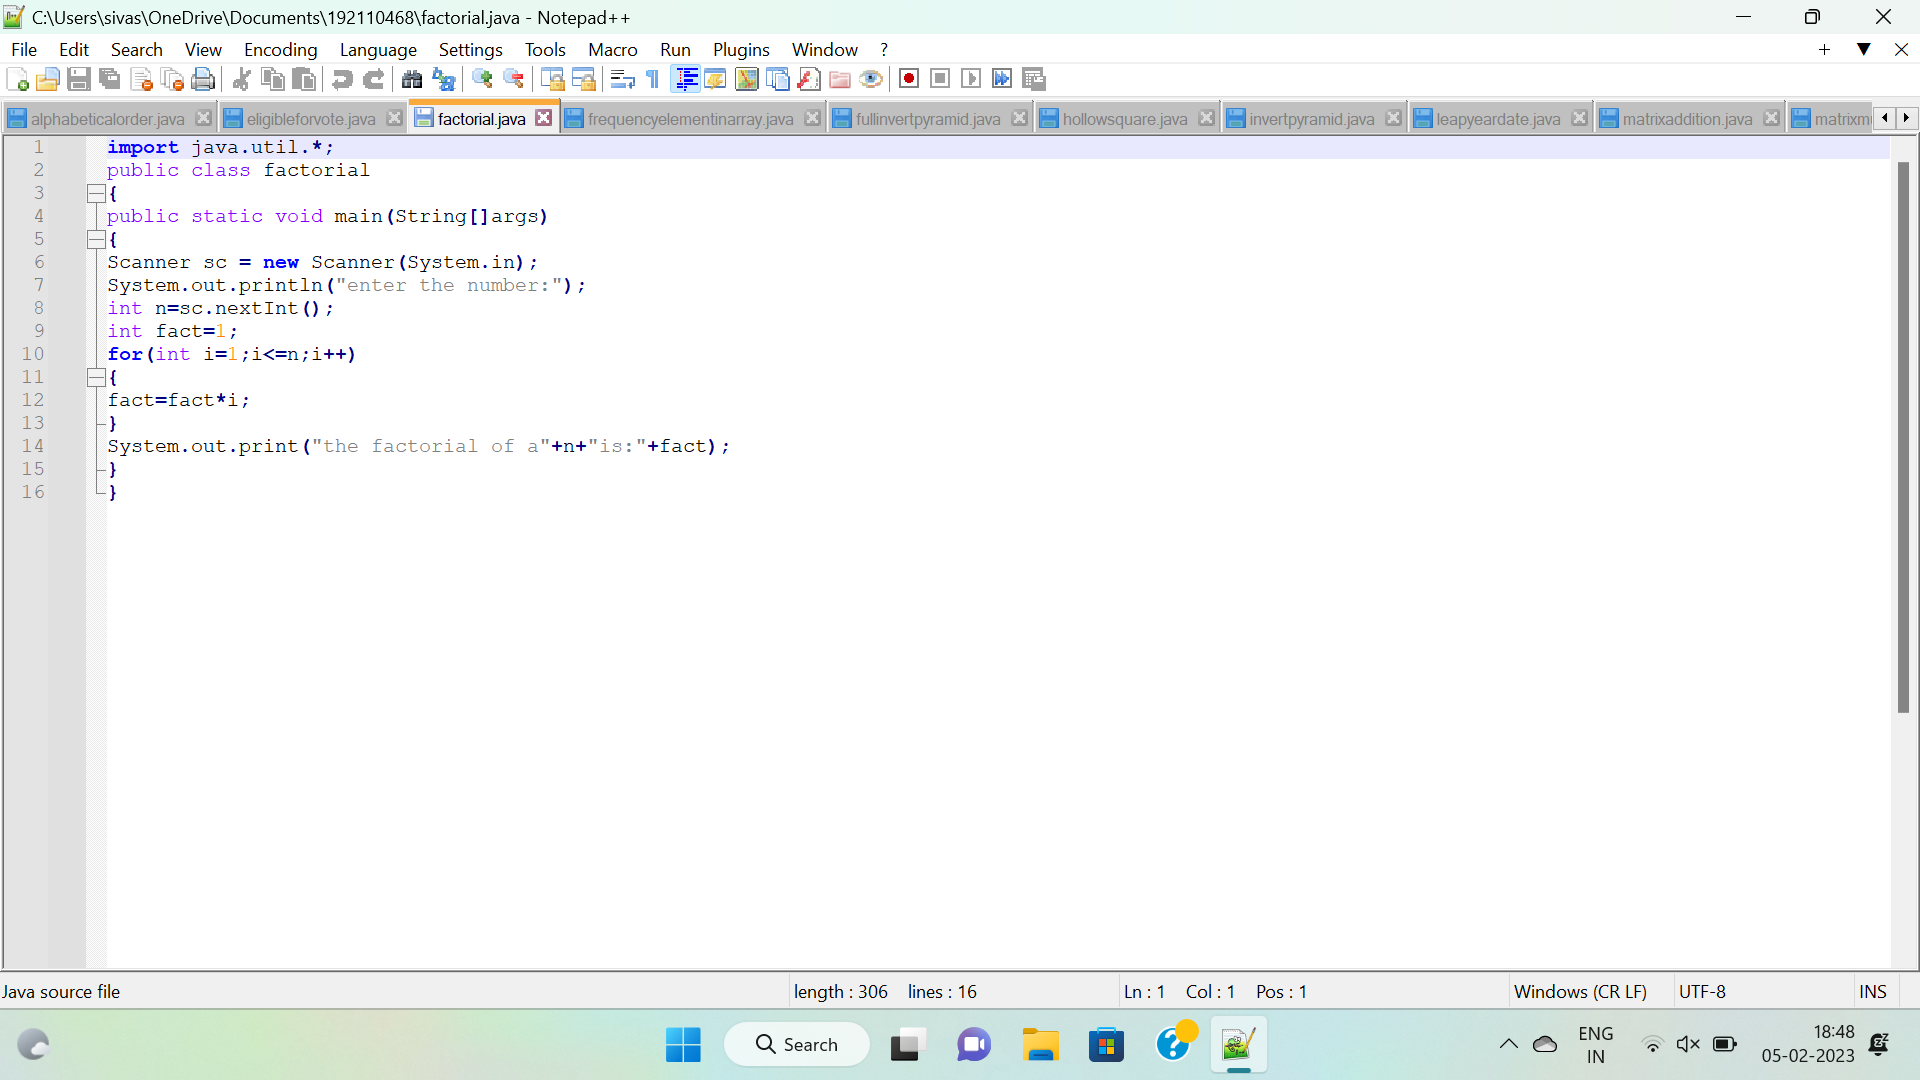 C:\Users\sivas\OneDrive\Documents\192110468\factorial.java - Notepad++
File Edit Search View Encoding Language Settings Tools Macro Run Plugins Window ?
alphabeticalorder.java eligibleforvote.java factorial.java frequencyelementinarray.java fullinvertpyramid.java hollowsquare.java invertpyramid.java leapyeardate.java matrixaddition.java
1 import java.util.*;
2 public class factorial
3 {
4 public static void main(String[]args)
5 {
6 Scanner sc = new Scanner(System.in);
7 System.out.println("enter the number:");
8 int n=sc.nextInt();
9 int fact=1;
10 for(int i=1;i<=n;i++)
11 {
12 fact=fact*i;
13 }
14 System.out.print("the factorial of a"+n+"is:"+fact);
15 }
16 }
Java source file length : 306 lines : 16 Ln : 1 Col : 1 Pos : 1 Windows (CR LF) UTF-8 INS
Search ENG 18:48
IN 05-02-2023